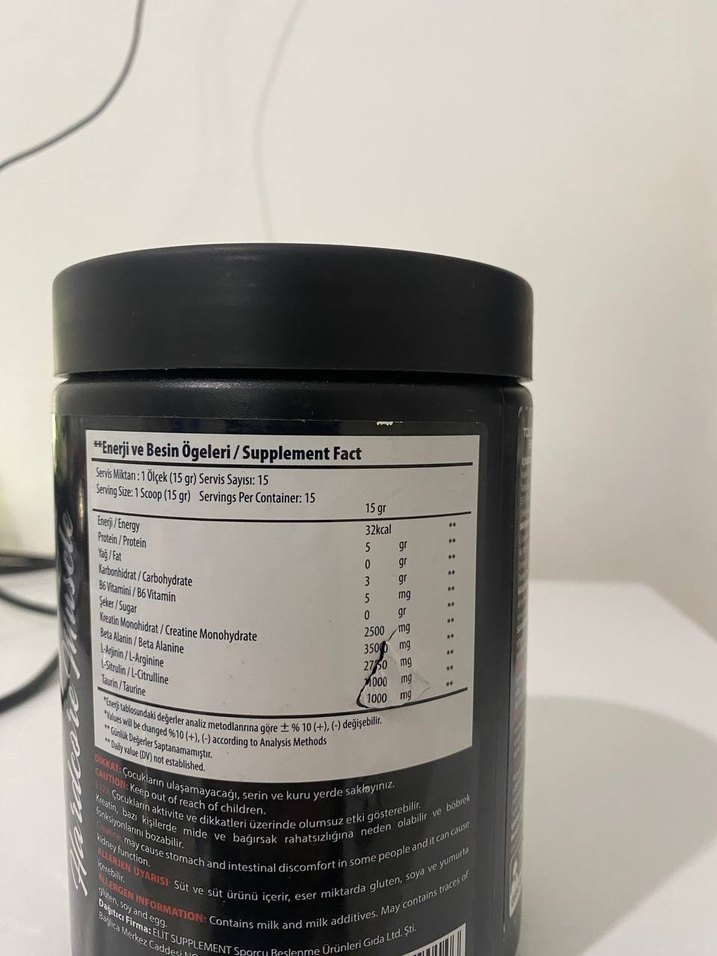 **Enerji ve Besin Ögeleri / Supplement Fact
Servis Miktarı : 1 Ölçek (15 gr) Servis Sayısı: 15
Serving Size: 1 Scoop (15 gr) Servings Per Container: 15
15 gr
Enerji / Energy 32kcal **
Protein / Protein 5 gr **
Yağ / Fat 0 gr **
Karbonhidrat / Carbohydrate 3 gr **
B6 Vitamini / B6 Vitamin 5 mg **
Şeker / Sugar 0 gr **
Kreatin Monohidrat / Creatine Monohydrate 2500 mg **
Beta Alanin / Beta Alanine 3500 mg **
L-Arjinin / L-Arginine 2750 mg **
L-Sitrulin / L-Citrulline 1000 mg **
Taurin / Taurine 1000 mg **
*Enerji tablosundaki değerler analiz metodlarınna göre ± % 10 (+), (-) değişebilir.
*Values will be changed %10 (+), (-) according to Analysis Methods
** Günlük Değerler Saptanamamıştır.
** Daily value (DV) not established.
DİKKAT: Çocukların ulaşamayacağı, serin ve kuru yerde saklayınız.
CAUTION: Keep out of reach of children.
Çocukların aktivite ve dikkatleri üzerinde olumsuz etki gösterebilir.
Kreatin, bazı kişilerde mide ve bağırsak rahatsızlığına neden olabilir ve böbrek
fonksiyonlarını bozabilir.
may cause stomach and intestinal discomfort in some people and it can cause
kidney function.
ALLERJEN UYARISI: Süt ve süt ürünü içerir, eser miktarda gluten, soya ve yumurta
içerebilir.
ALLERGEN INFORMATION: Contains milk and milk additives. May contains traces of
gluten, soy and egg.
Dağıtıcı Firma: ELİT SUPPLEMENT Sporcu Beslenme Ürünleri Gıda Ltd. Şti.
Bağlıca Merkez Caddesi
Hardcore Muscle